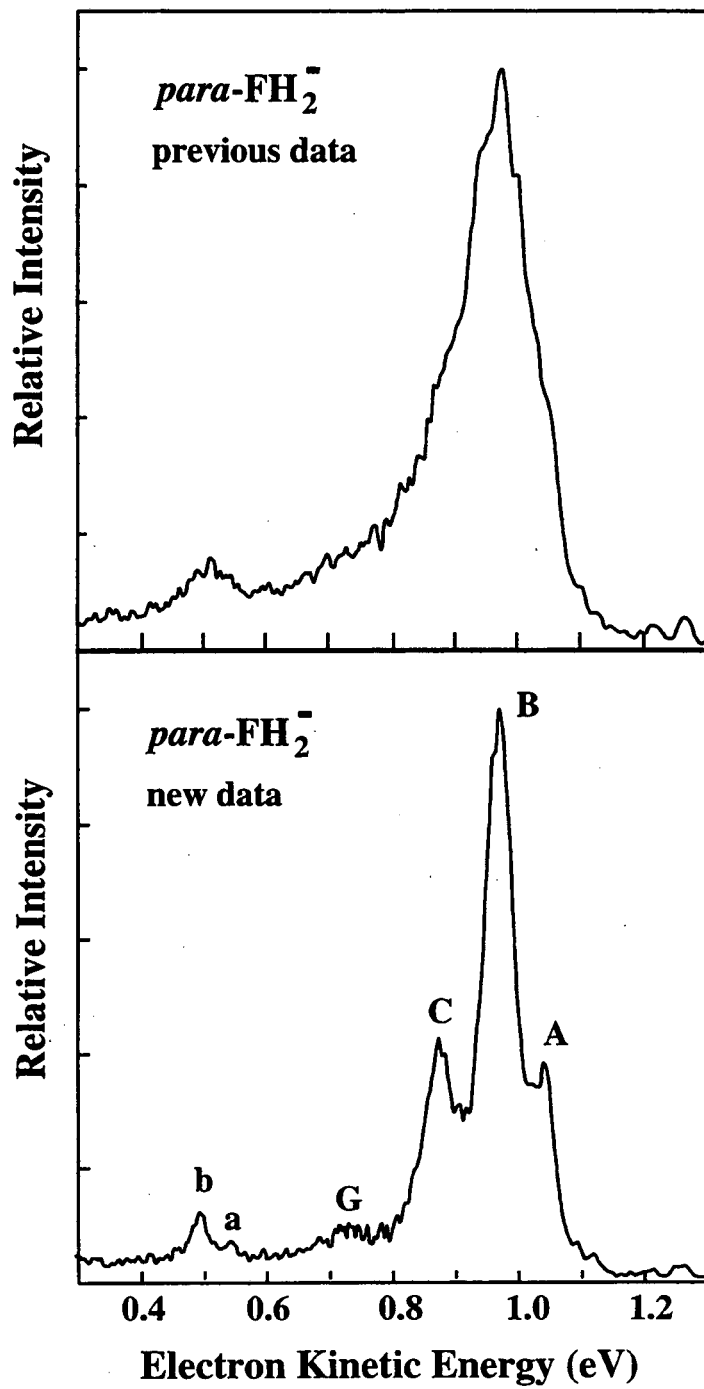 para-FH₂⁻
previous data
Relative Intensity
para-FH₂⁻
new data
B
C
A
b
a
G
Relative Intensity
0.4 0.6 0.8 1.0 1.2
Electron Kinetic Energy (eV)